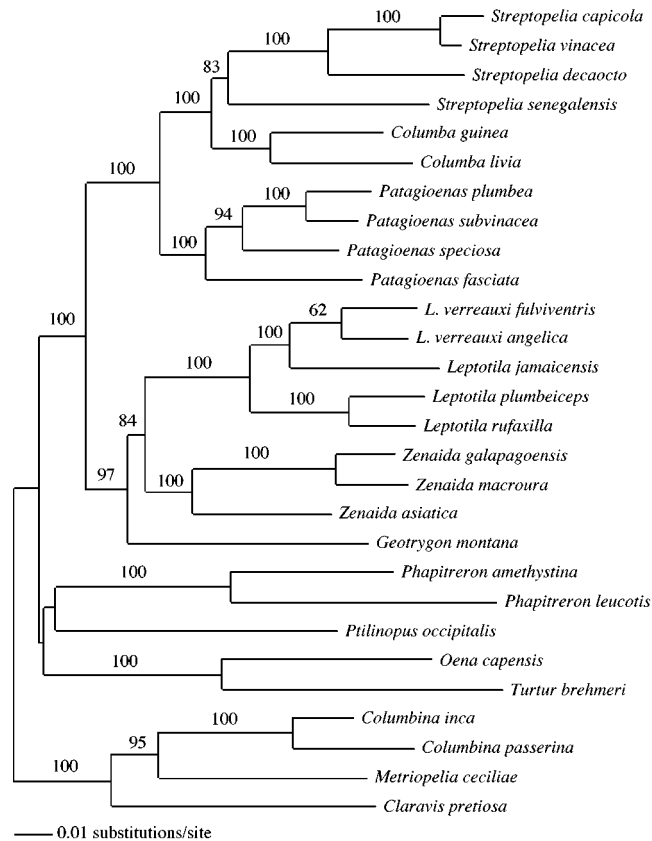 100
Streptopelia capicola
100
Streptopelia vinacea
83
Streptopelia decaocto
100
Streptopelia senegalensis
100
Columba guinea
Columba livia
100
100
Patagioenas plumbea
94
Patagioenas subvinacea
100
Patagioenas speciosa
Patagioenas fasciata
100
62
L. verreauxi fulviventris
100
L. verreauxi angelica
100
Leptotila jamaicensis
100
Leptotila plumbeiceps
84
Leptotila rufaxilla
100
Zenaida galapagoensis
97
100
Zenaida macroura
Zenaida asiatica
Geotrygon montana
100
Phapitreron amethystina
Phapitreron leucotis
Ptilinopus occipitalis
100
Oena capensis
Turtur brehmeri
100
Columbina inca
95
Columbina passerina
100
Metriopelia ceciliae
Claravis pretiosa
0.01 substitutions/site